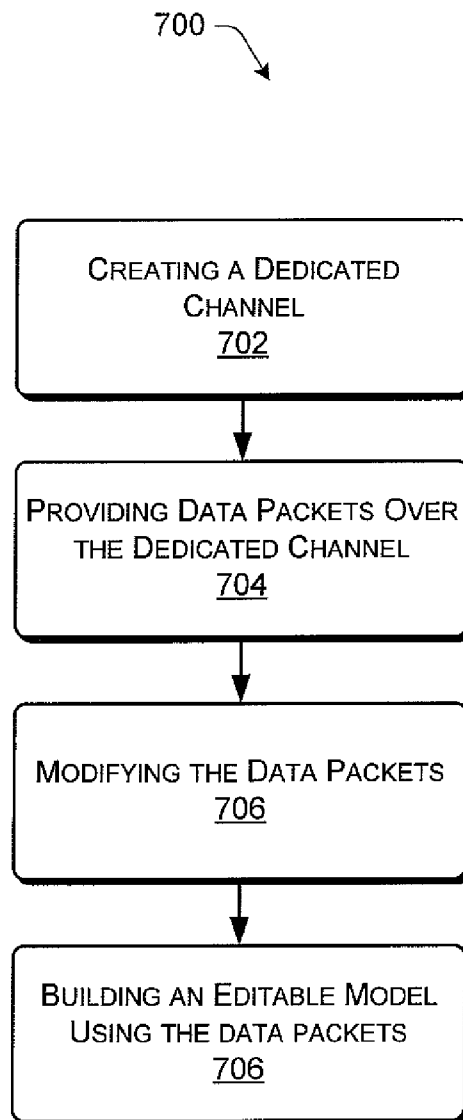 700
CREATING A DEDICATED
CHANNEL
702
PROVIDING DATA PACKETS OVER
THE DEDICATED CHANNEL
704
MODIFYING THE DATA PACKETS
706
BUILDING AN EDITABLE MODEL
USING THE DATA PACKETS
706